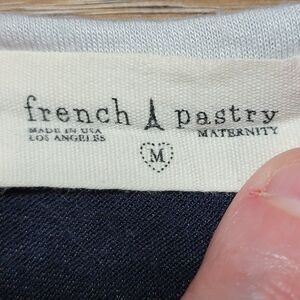 french pastry
MADE IN USA MATERNITY
LOS ANGELES
M